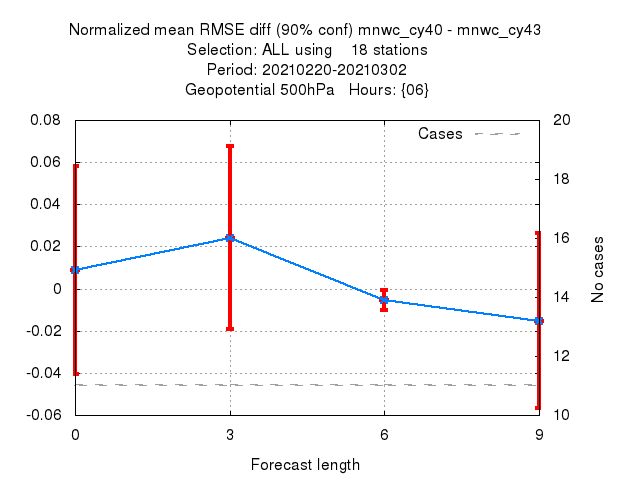 Normalized mean RMSE diff (90% conf) mnwc_cy40 - mnwc_cy43
Selection: ALL using    18 stations
Period: 20210220-20210302
Geopotential 500hPa   Hours: {06}
Cases
0.08
0.06
0.04
0.02
0
-0.02
-0.04
-0.06
20
18
16
14
12
10
No cases
0
3
6
9
Forecast length